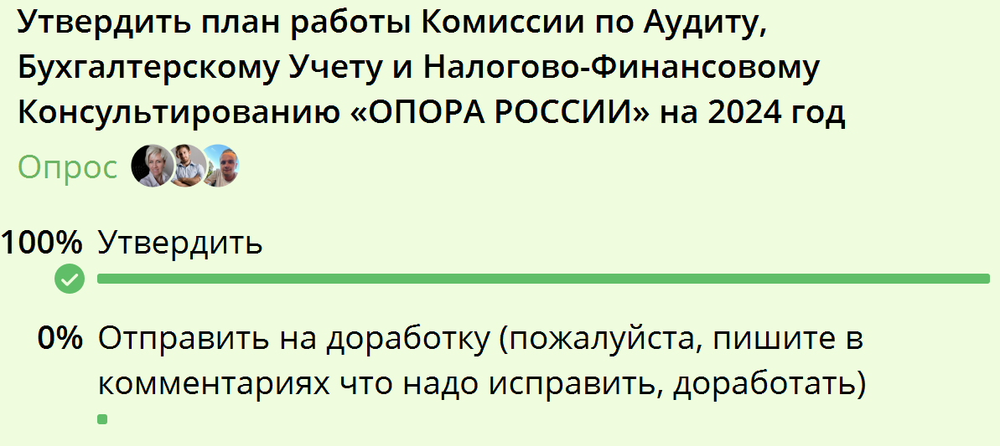 Утвердить план работы Комиссии по Аудиту,
Бухгалтерскому Учету и Налогово-Финансовому
Консультированию «ОПОРА РОССИИ» на 2024 год
Опрос
100% Утвердить
0% Отправить на доработку (пожалуйста, пишите в
комментариях что надо исправить, доработать)